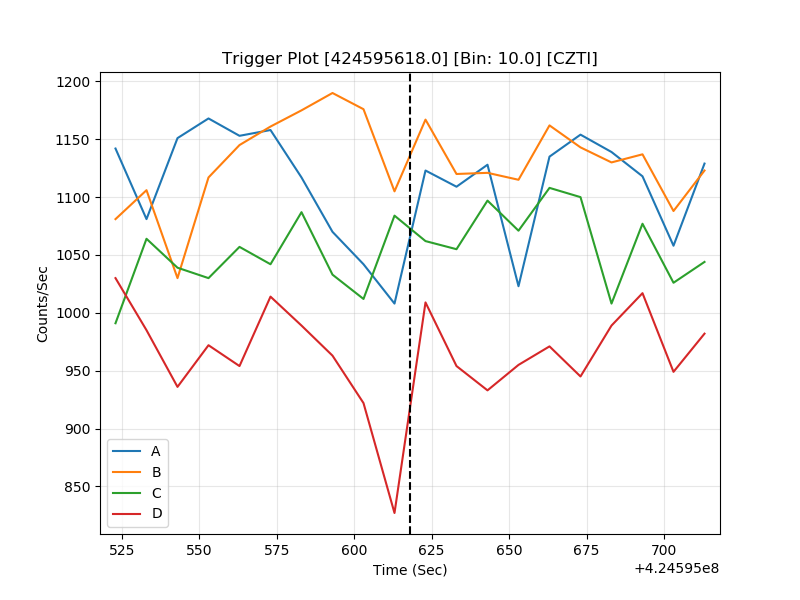 Trigger Plot [424595618.0] [Bin: 10.0] [CZTI]
Counts/Sec
1200
1150
1100
1050
1000
950
900
850
A
B
C
D
525 550 575 600 625 650 675 700
Time (Sec)
+4.24595e8